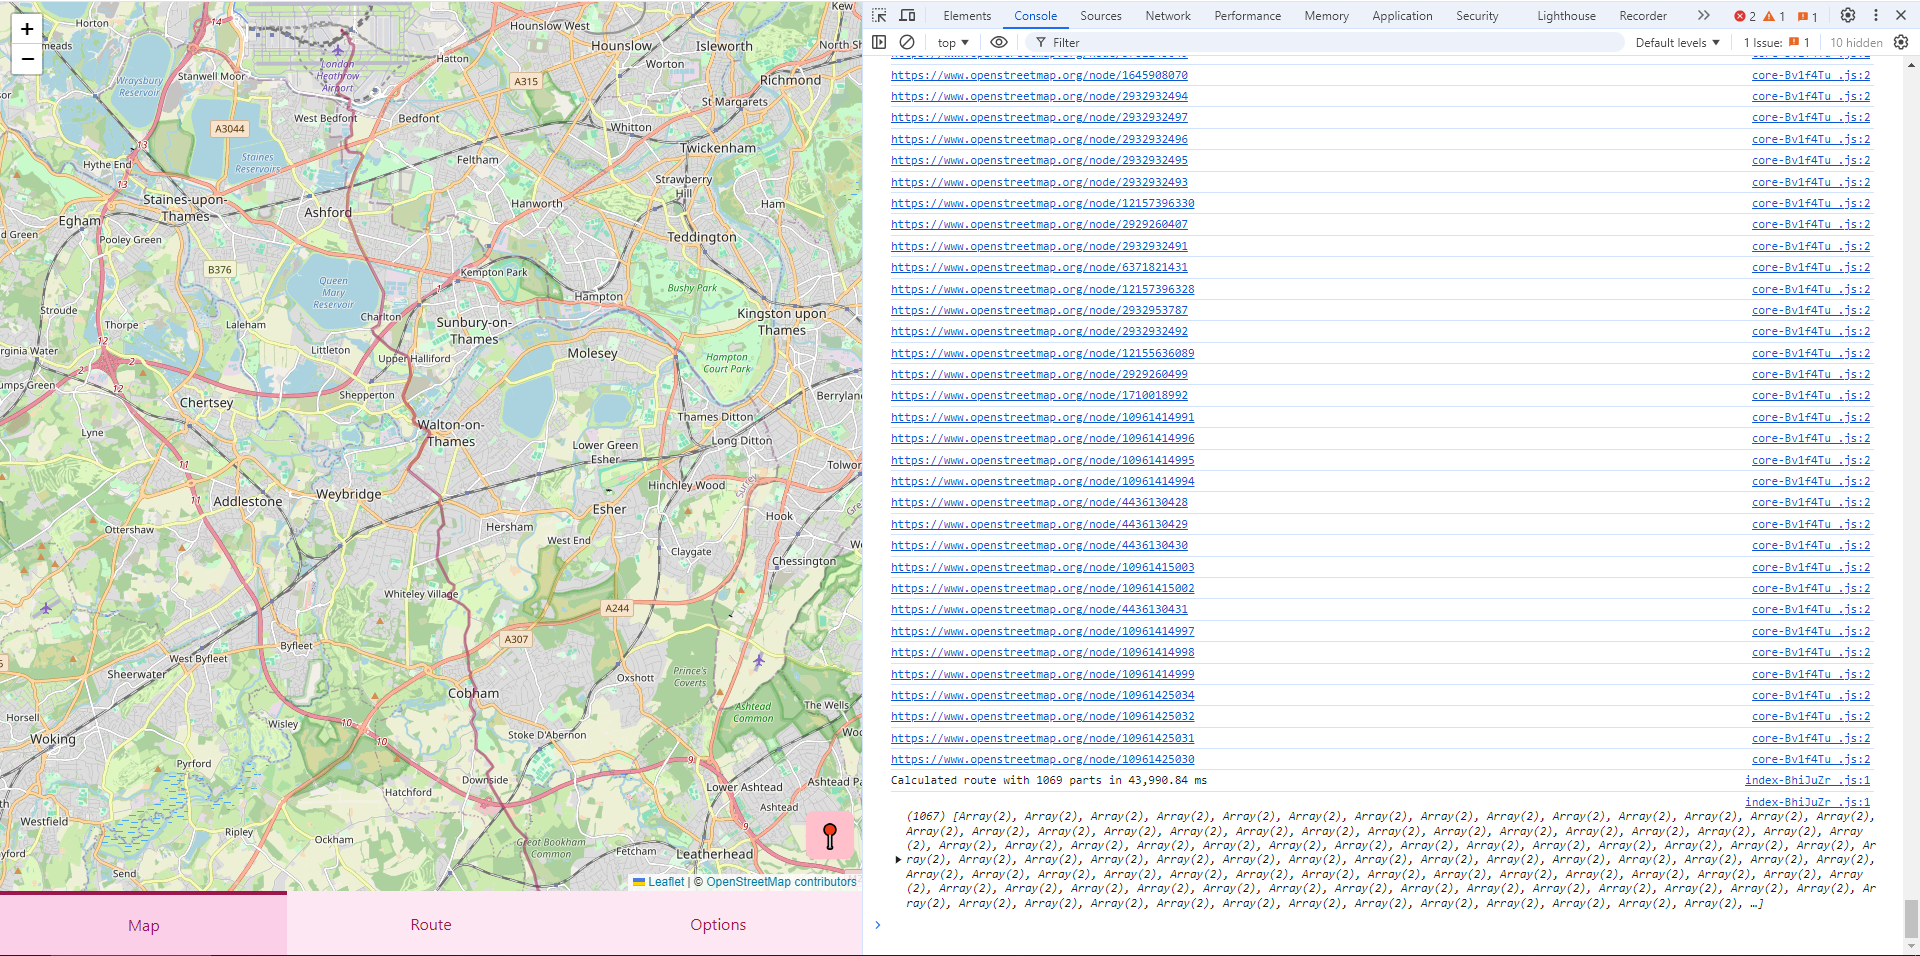 +
−
Horton
14
Hounslow West
Kew
meads
Hounslow
Isleworth
North Sh
Hatton
Worton
Stanwell Moor
London
Heathrow
Airport
Wraysbury
Reservoir
A315
Richmond
St Margarets
West Bedfont
Bedfont
A3044
Whitton
13
Staines
Reservoirs
Feltham
Twickenham
Hythe End
13
Strawberry
Hill
Staines-upon-
Thames
Ashford
Hanworth
Ham
Egham
d Green
Pooley Green
Teddington
B376
Kempton Park
Queen
Mary
Reservoir
1
Bushy Park
Hampton
Stroude
Thorpe
Laleham
Charlton
Sunbury-on-
Thames
Kingston upon
Thames
rginia Water
12
2
Littleton
Upper Halliford
Molesey
Hampton
Court Park
umps Green
12
Shepperton
Chertsey
Berrylan
Thames Ditton
Walton-on-
Thames
Lyne
Long Ditton
Lower Green
Esher
11
Tolwor
Hinchley Wood
Surrey
Weybridge
11
Addlestone
Esher
Hook
Ottershaw
Hersham
West End
Claygate
Chessington
Whiteley Village
A244
A307
Byfleet
West Byfleet
Sheerwater
Prince's
Coverts
Oxshott
Cobham
Horsell
Wisley
10
Ashtead
Common
The Wells
Woking
10
Stoke D'Abernon
Pyrford
Downside
Hatchford
Lower Ashtead
Ashtead Pa
Ashtead
Westfield
Ripley
Ockham
Great Bookham
Common
9
Fetcham
Leatherhead
Send
Leaflet | © OpenStreetMap contributors
Map
Route
Options
Elements
Console
Sources
Network
Performance
Memory
Application
Security
Lighthouse
Recorder
2
1
1
top
Filter
Default levels
1 Issue:
1
10 hidden
https://www.openstreetmap.org/node/1645908070 core-Bv1f4Tu_.js:2
https://www.openstreetmap.org/node/2932932494 core-Bv1f4Tu_.js:2
https://www.openstreetmap.org/node/2932932497 core-Bv1f4Tu_.js:2
https://www.openstreetmap.org/node/2932932496 core-Bv1f4Tu_.js:2
https://www.openstreetmap.org/node/2932932495 core-Bv1f4Tu_.js:2
https://www.openstreetmap.org/node/2932932493 core-Bv1f4Tu_.js:2
https://www.openstreetmap.org/node/12157396330 core-Bv1f4Tu_.js:2
https://www.openstreetmap.org/node/2929260407 core-Bv1f4Tu_.js:2
https://www.openstreetmap.org/node/2932932491 core-Bv1f4Tu_.js:2
https://www.openstreetmap.org/node/6371821431 core-Bv1f4Tu_.js:2
https://www.openstreetmap.org/node/12157396328 core-Bv1f4Tu_.js:2
https://www.openstreetmap.org/node/2932953787 core-Bv1f4Tu_.js:2
https://www.openstreetmap.org/node/2932932492 core-Bv1f4Tu_.js:2
https://www.openstreetmap.org/node/12155636089 core-Bv1f4Tu_.js:2
https://www.openstreetmap.org/node/2929260499 core-Bv1f4Tu_.js:2
https://www.openstreetmap.org/node/1710018992 core-Bv1f4Tu_.js:2
https://www.openstreetmap.org/node/10961414991 core-Bv1f4Tu_.js:2
https://www.openstreetmap.org/node/10961414996 core-Bv1f4Tu_.js:2
https://www.openstreetmap.org/node/10961414995 core-Bv1f4Tu_.js:2
https://www.openstreetmap.org/node/10961414994 core-Bv1f4Tu_.js:2
https://www.openstreetmap.org/node/4436130428 core-Bv1f4Tu_.js:2
https://www.openstreetmap.org/node/4436130429 core-Bv1f4Tu_.js:2
https://www.openstreetmap.org/node/4436130430 core-Bv1f4Tu_.js:2
https://www.openstreetmap.org/node/10961415003 core-Bv1f4Tu_.js:2
https://www.openstreetmap.org/node/10961415002 core-Bv1f4Tu_.js:2
https://www.openstreetmap.org/node/4436130431 core-Bv1f4Tu_.js:2
https://www.openstreetmap.org/node/10961414997 core-Bv1f4Tu_.js:2
https://www.openstreetmap.org/node/10961414998 core-Bv1f4Tu_.js:2
https://www.openstreetmap.org/node/10961414999 core-Bv1f4Tu_.js:2
https://www.openstreetmap.org/node/10961425034 core-Bv1f4Tu_.js:2
https://www.openstreetmap.org/node/10961425032 core-Bv1f4Tu_.js:2
https://www.openstreetmap.org/node/10961425031 core-Bv1f4Tu_.js:2
https://www.openstreetmap.org/node/10961425030 core-Bv1f4Tu_.js:2
Calculated route with 1069 parts in 43,990.84 ms index-BhiJuZr_.js:1
index-BhiJuZr_.js:1
(1067) [Array(2), Array(2), Array(2), Array(2), Array(2), Array(2), Array(2), Array(2), Array(2), Array(2), Array(2), Array(2), Array(2), Array(2),
Array(2), Array(2), Array(2), Array(2), Array(2), Array(2), Array(2), Array(2), Array(2), Array(2), Array(2), Array(2), Array(2), Array(2), Array
(2), Array(2), Array(2), Array(2), Array(2), Array(2), Array(2), Array(2), Array(2), Array(2), Array(2), Array(2), Array(2), Array(2), Array(2), Ar
ray(2), Array(2), Array(2), Array(2), Array(2), Array(2), Array(2), Array(2), Array(2), Array(2), Array(2), Array(2), Array(2), Array(2), Array(2),
Array(2), Array(2), Array(2), Array(2), Array(2), Array(2), Array(2), Array(2), Array(2), Array(2), Array(2), Array(2), Array(2), Array(2), Array
(2), Array(2), Array(2), Array(2), Array(2), Array(2), Array(2), Array(2), Array(2), Array(2), Array(2), Array(2), Array(2), Array(2), Array(2), Ar
ray(2), Array(2), Array(2), Array(2), Array(2), Array(2), Array(2), Array(2), Array(2), Array(2), Array(2), Array(2), Array(2), …]